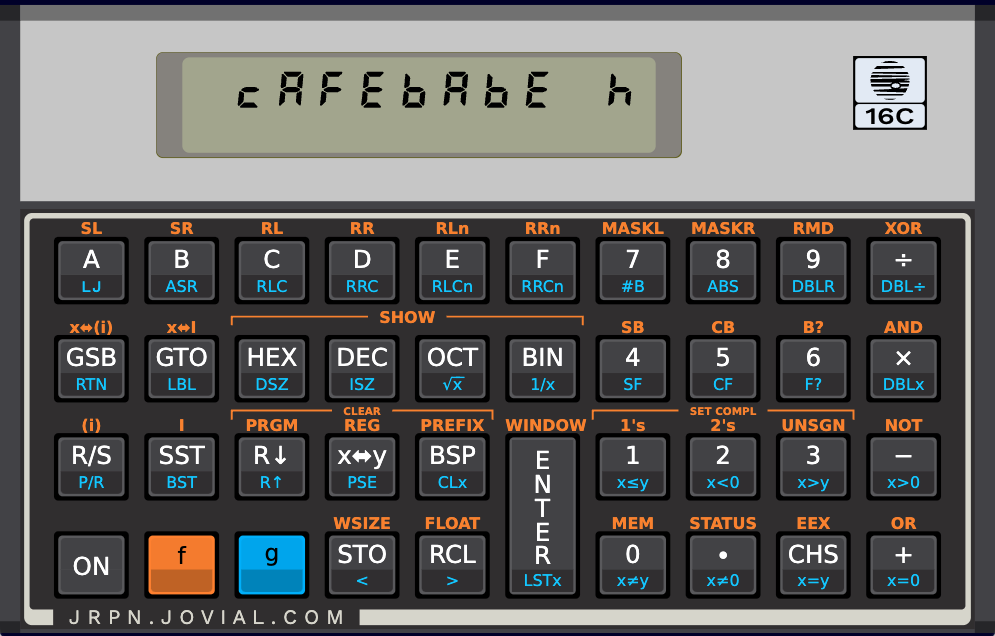 cAFEbAbE h
16C
SL SR RL RR RLn RRn MASKL MASKR RMD XOR
A B C D E F 7 8 9 ÷
LJ ASR RLC RRC RLCn RRCn #B ABS DBLR DBL÷
x⬌(i) x⬌I SHOW SB CB B? AND
GSB GTO HEX DEC OCT BIN 4 5 6 ×
RTN LBL DSZ ISZ √x 1/x SF CF F? DBLx
CLEAR SET COMPL
(i) I PRGM REG PREFIX WINDOW 1's 2's UNSGN NOT
R/S SST R↓ x⬌y BSP ENTER 1 2 3 −
P/R BST R↑ PSE CLx x≤y x<0 x>y x>0
WSIZE FLOAT MEM STATUS EEX OR
ON f g STO RCL 0 • CHS +
< > LSTx x≠y x≠0 x=y x=0
JRPN.JOVIAL.COM